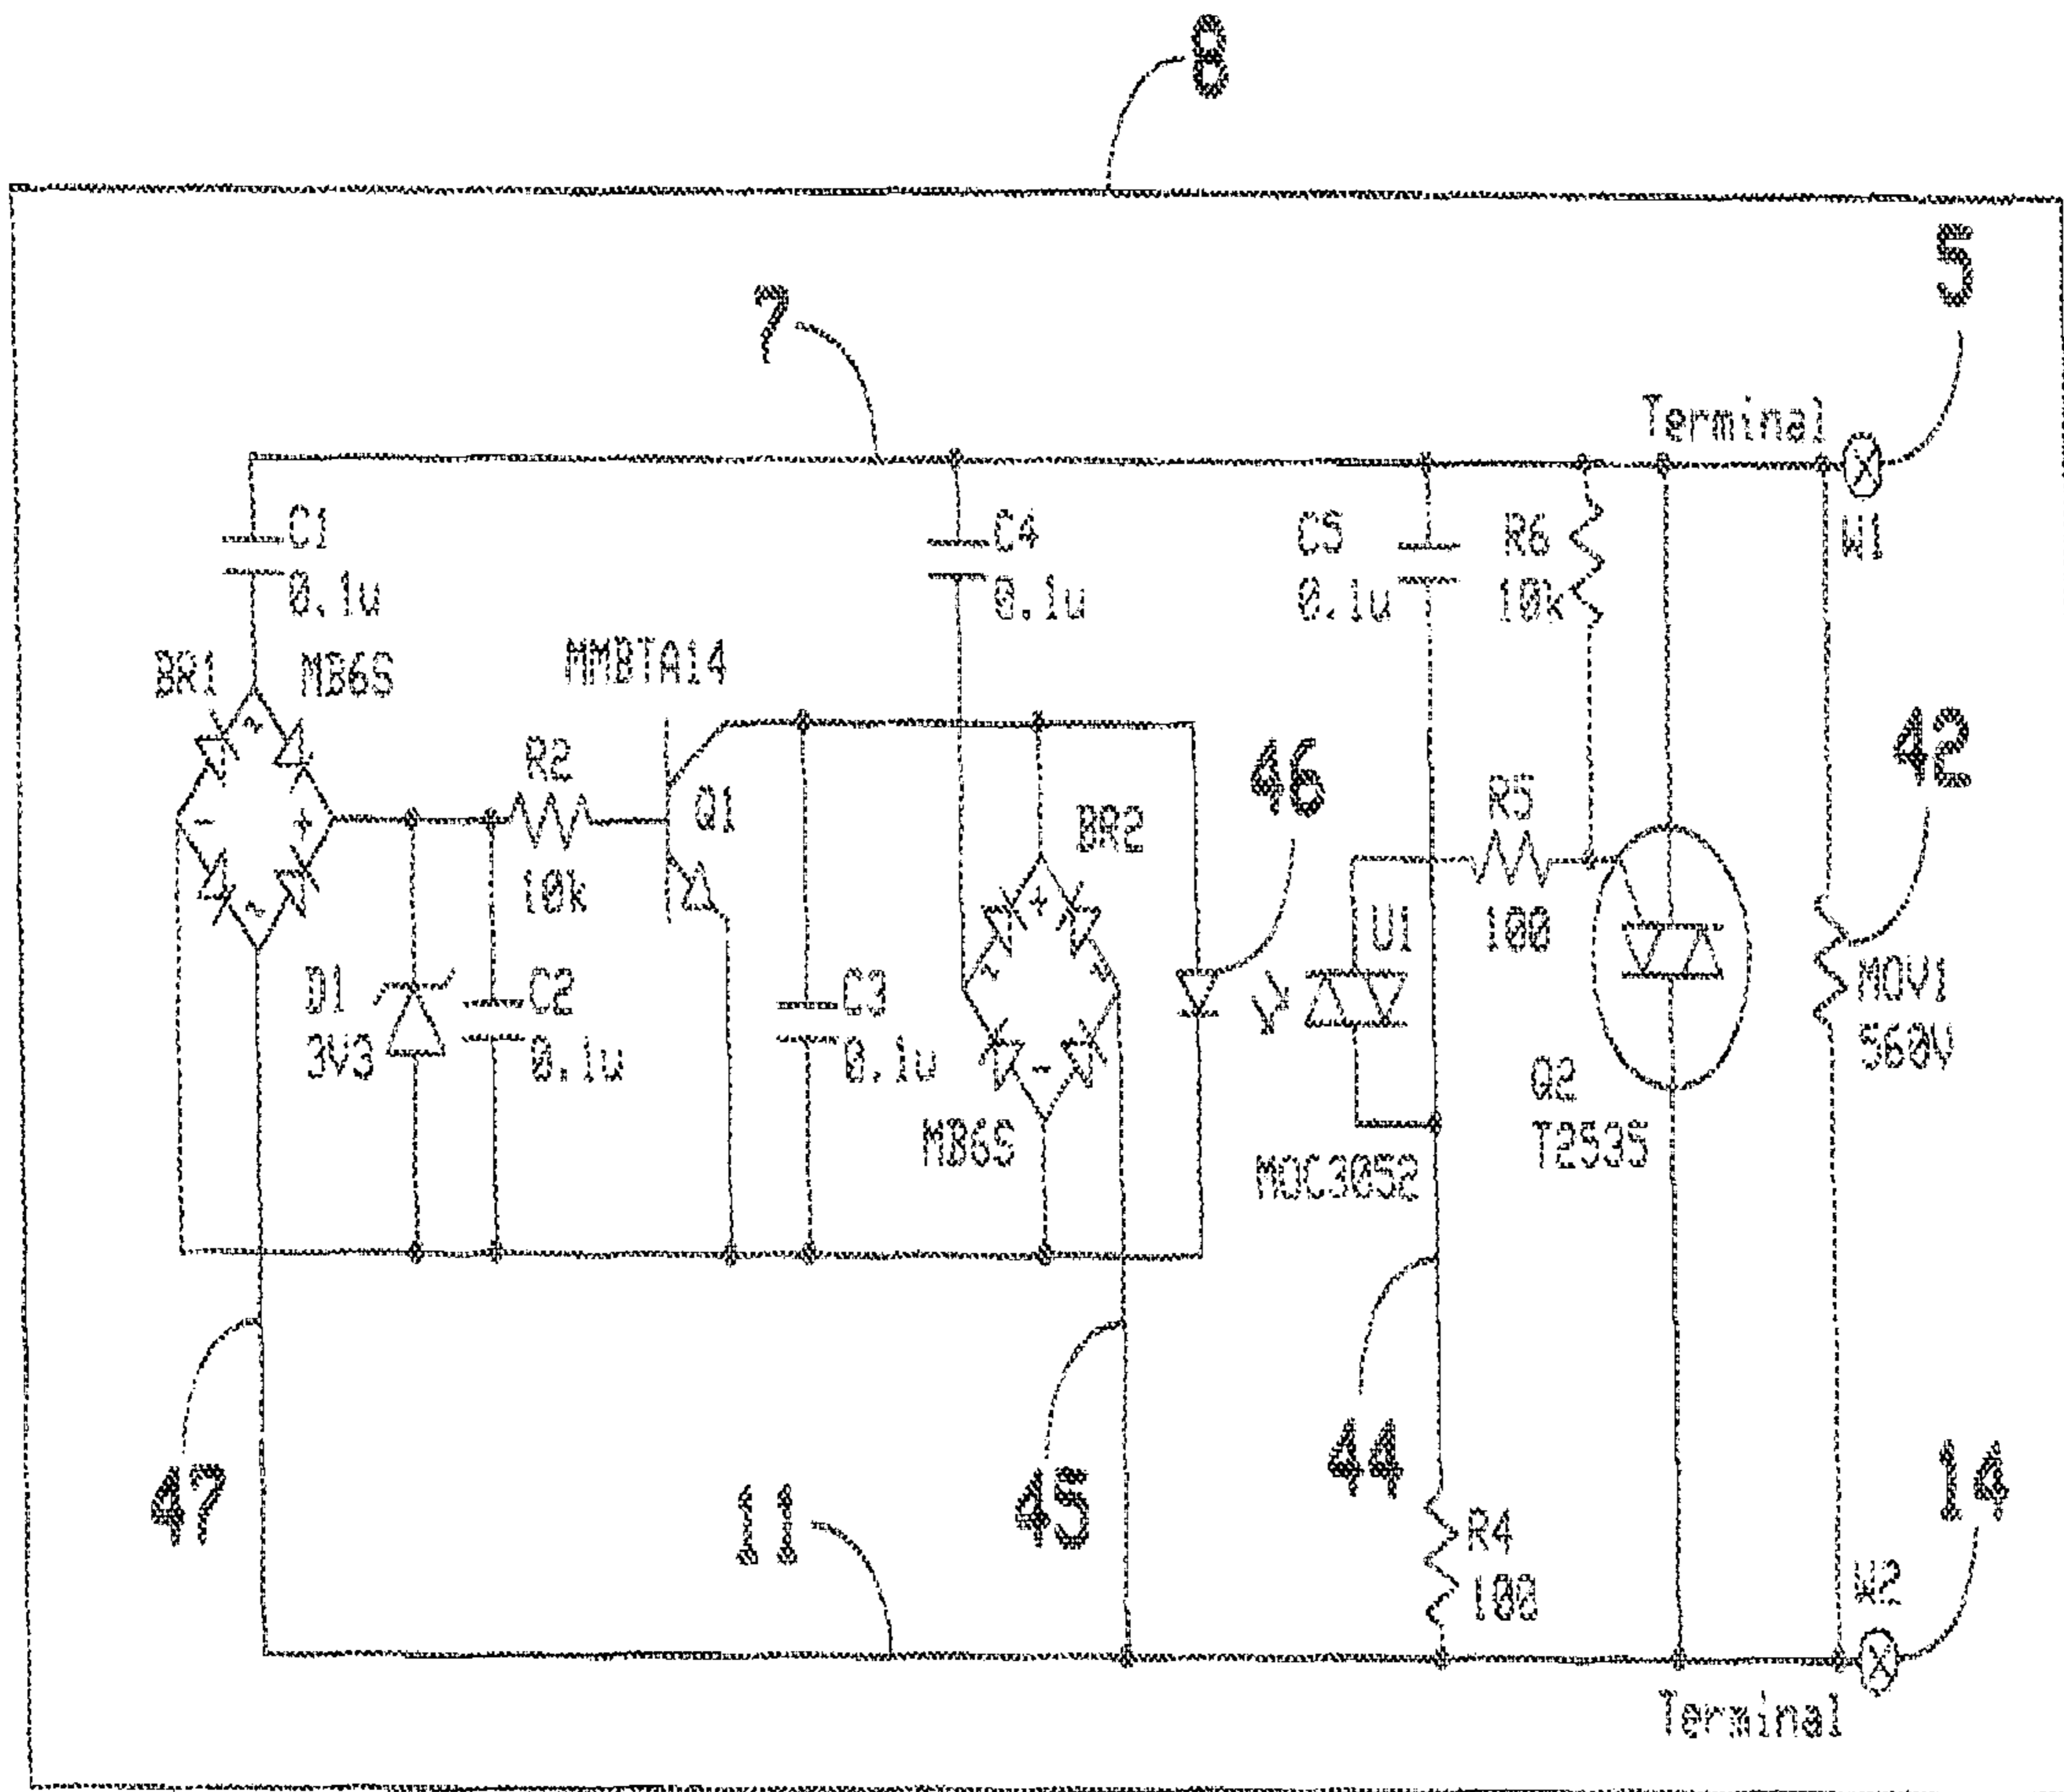 8
5
7
Terminal
W1
C1
0.1u
C4
0.1u
C5
0.1u
R6
10k
BR1
MB6S
MMBTA14
42
46
R2
10k
Q1
BR2
R5
100
U1
D1
3V3
C2
0.1u
C3
0.1u
MOV1
560V
Q2
T2535
MB6S
MOC3052
47
11
45
44
14
R4
100
W2
Terminal